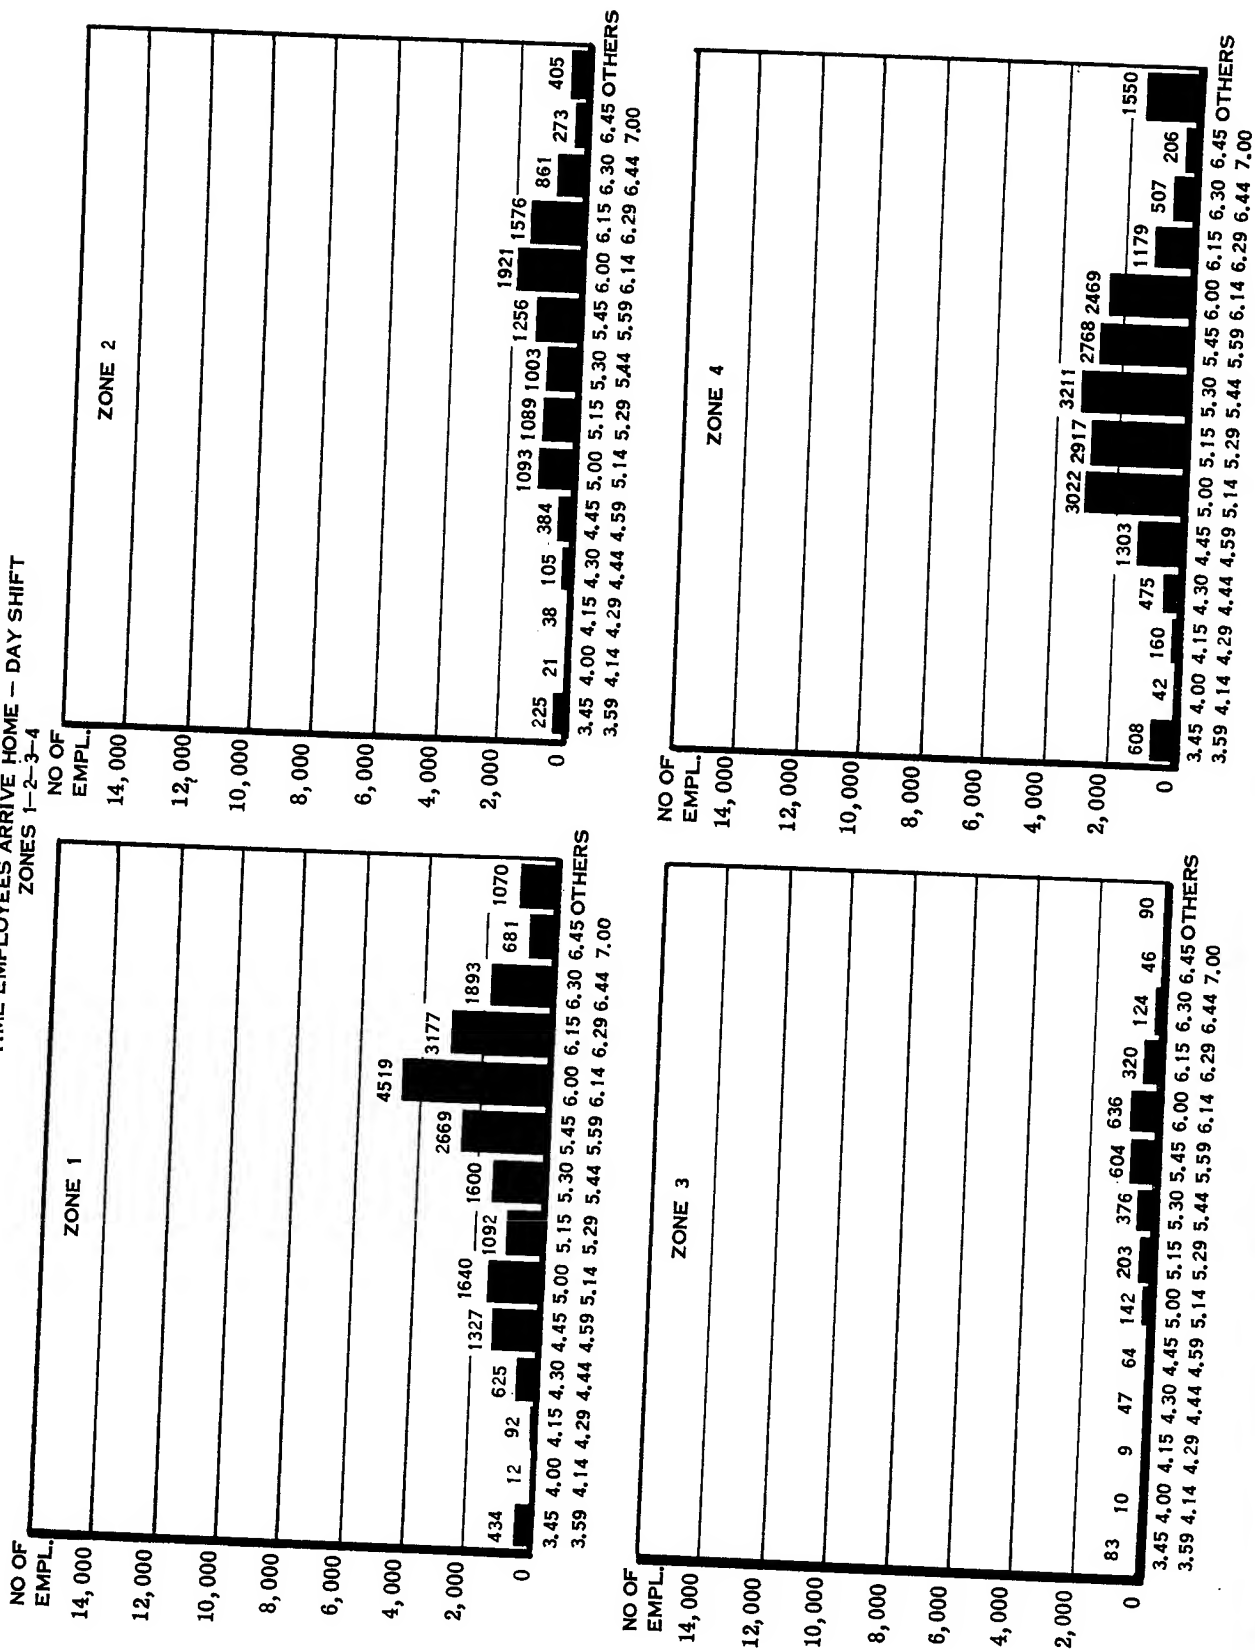 TIME EMPLOYEES ARRIVE HOME – DAY SHIFT
ZONES 1–2–3–4
NO OF
EMPL.
14,000
12,000
10,000
8,000
6,000
4,000
2,000
0
ZONE 1
434 12 92 625 1327 1640 1092 1600 2669 4519 3177 1893 681 1070
3.45 4.00 4.15 4.30 4.45 5.00 5.15 5.30 5.45 6.00 6.15 6.30 6.45 OTHERS
3.59 4.14 4.29 4.44 4.59 5.14 5.29 5.44 5.59 6.14 6.29 6.44 7.00
NO OF
EMPL.
14,000
12,000
10,000
8,000
6,000
4,000
2,000
0
ZONE 2
225 21 38 105 384 1093 1089 1003 1256 1921 1576 861 273 405
3.45 4.00 4.15 4.30 4.45 5.00 5.15 5.30 5.45 6.00 6.15 6.30 6.45 OTHERS
3.59 4.14 4.29 4.44 4.59 5.14 5.29 5.44 5.59 6.14 6.29 6.44 7.00
NO OF
EMPL.
14,000
12,000
10,000
8,000
6,000
4,000
2,000
0
ZONE 3
83 10 9 47 64 142 203 376 604 636 320 124 46 90
3.45 4.00 4.15 4.30 4.45 5.00 5.15 5.30 5.45 6.00 6.15 6.30 6.45 OTHERS
3.59 4.14 4.29 4.44 4.59 5.14 5.29 5.44 5.59 6.14 6.29 6.44 7.00
NO OF
EMPL.
14,000
12,000
10,000
8,000
6,000
4,000
2,000
0
ZONE 4
608 42 160 475 1303 3022 2917 3211 2768 2469 1179 507 206 1550
3.45 4.00 4.15 4.30 4.45 5.00 5.15 5.30 5.45 6.00 6.15 6.30 6.45 OTHERS
3.59 4.14 4.29 4.44 4.59 5.14 5.29 5.44 5.59 6.14 6.29 6.44 7.00